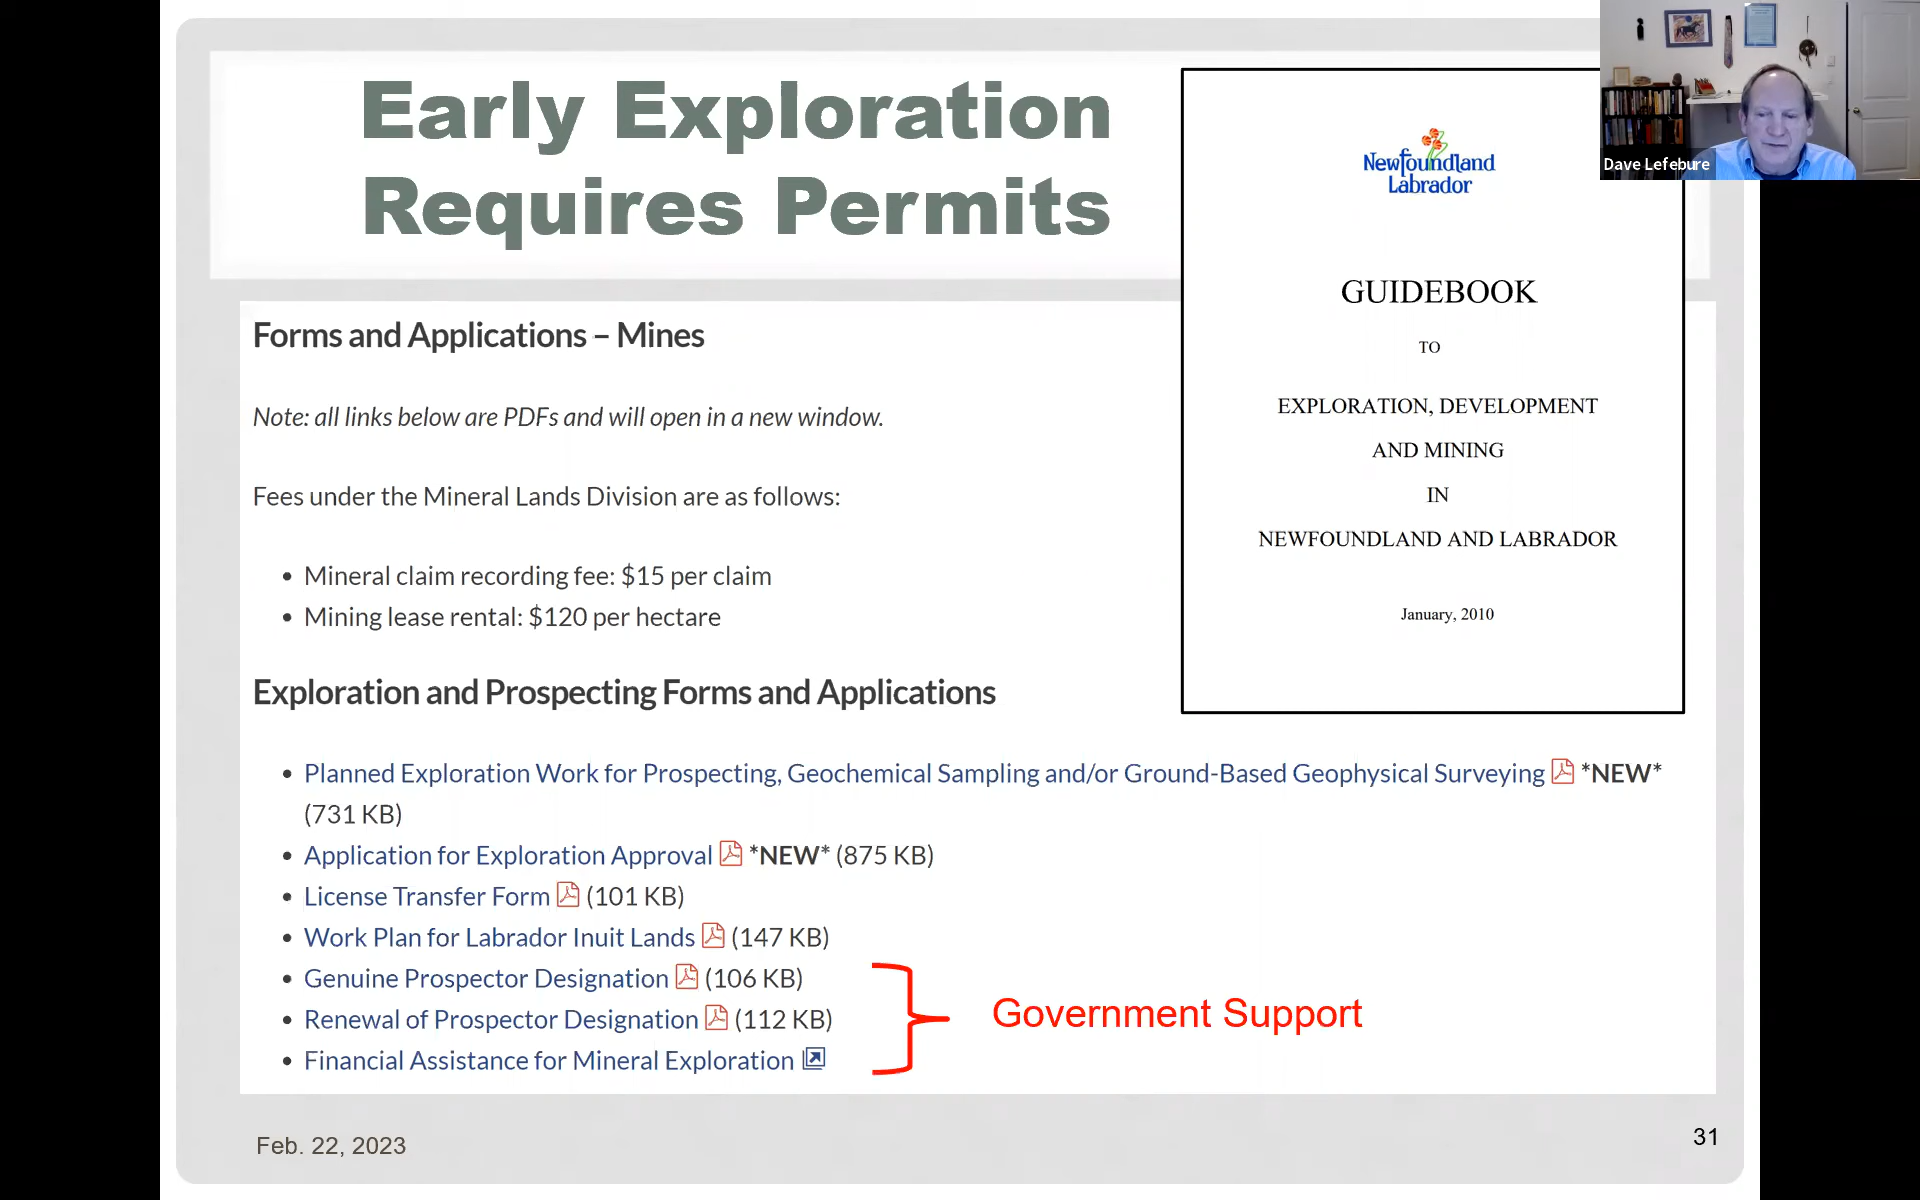 Early Exploration
Requires Permits
Newfoundland
Labrador
GUIDEBOOK
TO
EXPLORATION, DEVELOPMENT
AND MINING
IN
NEWFOUNDLAND AND LABRADOR
January, 2010
Dave Lefebure
Forms and Applications – Mines
Note: all links below are PDFs and will open in a new window.
Fees under the Mineral Lands Division are as follows:
• Mineral claim recording fee: $15 per claim
• Mining lease rental: $120 per hectare
Exploration and Prospecting Forms and Applications
• Planned Exploration Work for Prospecting, Geochemical Sampling and/or Ground-Based Geophysical Surveying *NEW*
(731 KB)
• Application for Exploration Approval *NEW* (875 KB)
• License Transfer Form (101 KB)
• Work Plan for Labrador Inuit Lands (147 KB)
• Genuine Prospector Designation (106 KB)
• Renewal of Prospector Designation (112 KB)
• Financial Assistance for Mineral Exploration
Government Support
Feb. 22, 2023
31